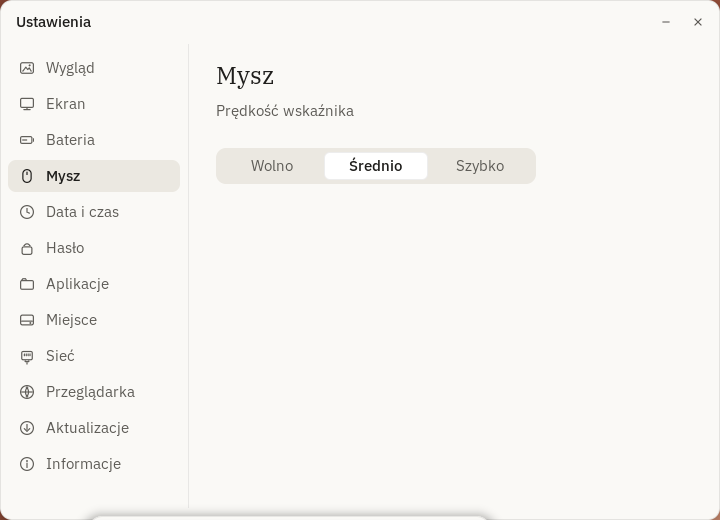 Ustawienia
Wygląd
Ekran
Bateria
Mysz
Data i czas
Hasło
Aplikacje
Miejsce
Sieć
Przeglądarka
Aktualizacje
Informacje
Mysz
Prędkość wskaźnika
Wolno Średnio Szybko